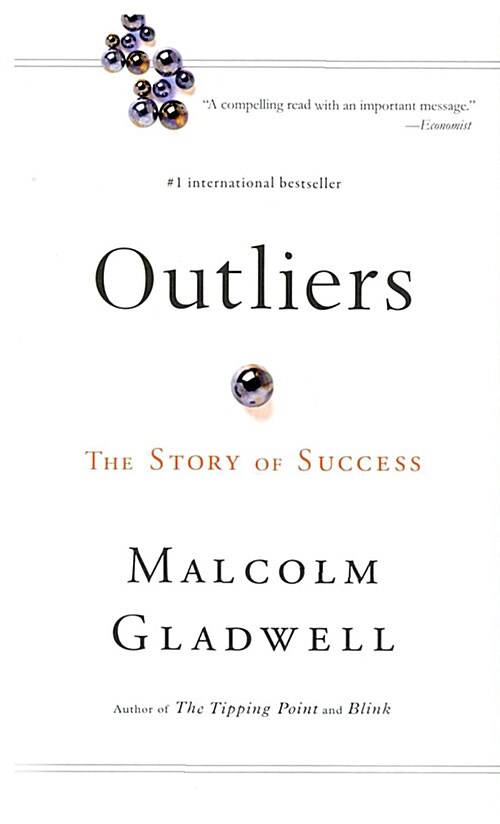 “A compelling read with an important message.”
—Economist
#1 international bestseller
Outliers
The Story of Success
Malcolm
Gladwell
Author of The Tipping Point and Blink